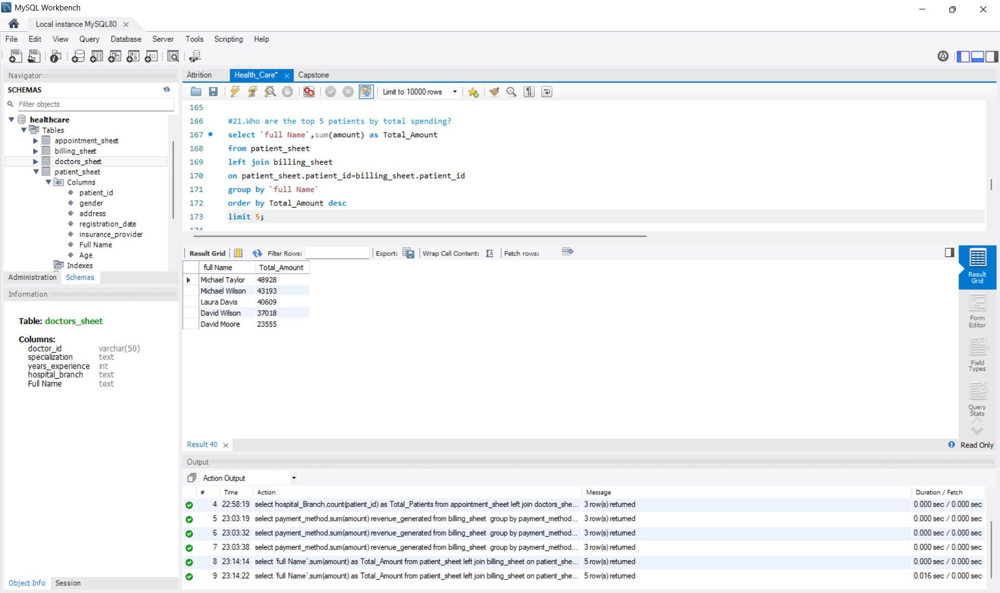 MySQL Workbench
Local instance MySQL80
File Edit View Query Database Server Tools Scripting Help
Navigator
SCHEMAS
Filter objects
healthcare
Tables
appointment_sheet
billing_sheet
doctors_sheet
patient_sheet
Columns
patient_id
gender
address
registration_date
insurance_provider
Full Name
Age
Indexes
Administration Schemas
Information
Table: doctors_sheet
Columns:
doctor_id varchar(50)
specialization text
years_experience int
hospital_branch text
Full Name text
Object Info Session
Attrition Health_Care* Capstone
Limit to 10000 rows
165
166 #21.Who are the top 5 patients by total spending?
167 select `full Name`,sum(amount) as Total_Amount
168 from patient_sheet
169 left join billing_sheet
170 on patient_sheet.patient_id=billing_sheet.patient_id
171 group by `full Name`
172 order by Total_Amount desc
173 limit 5;
174
Result Grid Filter Rows: Export: Wrap Cell Content: Fetch rows:
full Name Total_Amount
Michael Taylor 48928
Michael Wilson 43193
Laura Davis 40609
David Wilson 37018
David Moore 23555
Result Grid
Form Editor
Field Types
Query Stats
Result 40
Read Only
Output
Action Output
# Time Action Message Duration / Fetch
4 22:58:19 select hospital_Branch,count(patient_id) as Total_Patients from appointment_sheet left join doctors_she... 3 row(s) returned 0.000 sec / 0.000 sec
5 23:03:19 select payment_method,sum(amount) revenue_generated from billing_sheet group by payment_method... 3 row(s) returned 0.000 sec / 0.000 sec
6 23:03:32 select payment_method,sum(amount) revenue_generated from billing_sheet group by payment_method... 3 row(s) returned 0.000 sec / 0.000 sec
7 23:03:38 select payment_method,sum(amount) revenue_generated from billing_sheet group by payment_method... 3 row(s) returned 0.000 sec / 0.000 sec
8 23:14:14 select `full Name`,sum(amount) as Total_Amount from patient_sheet left join billing_sheet on patient_she... 5 row(s) returned 0.000 sec / 0.000 sec
9 23:14:22 select `full Name`,sum(amount) as Total_Amount from patient_sheet left join billing_sheet on patient_she... 5 row(s) returned 0.016 sec / 0.000 sec